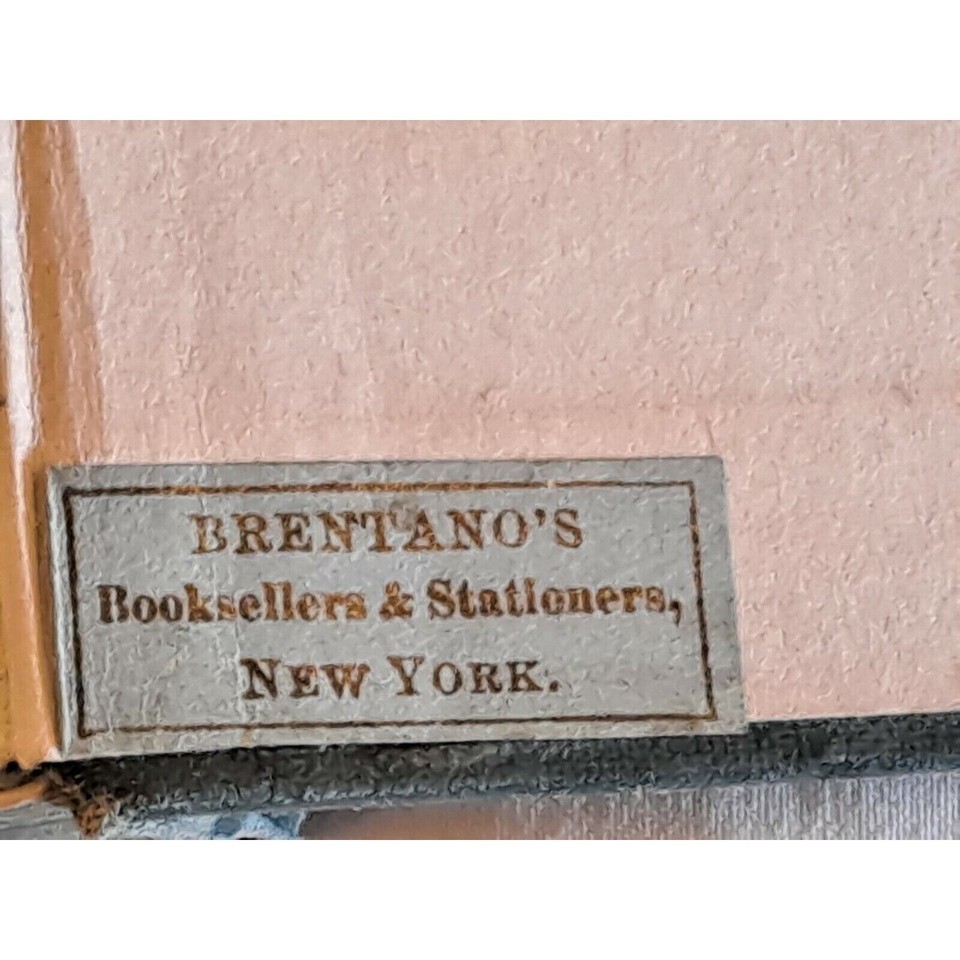 BRENTANO'S
Booksellers & Stationers,
NEW YORK.